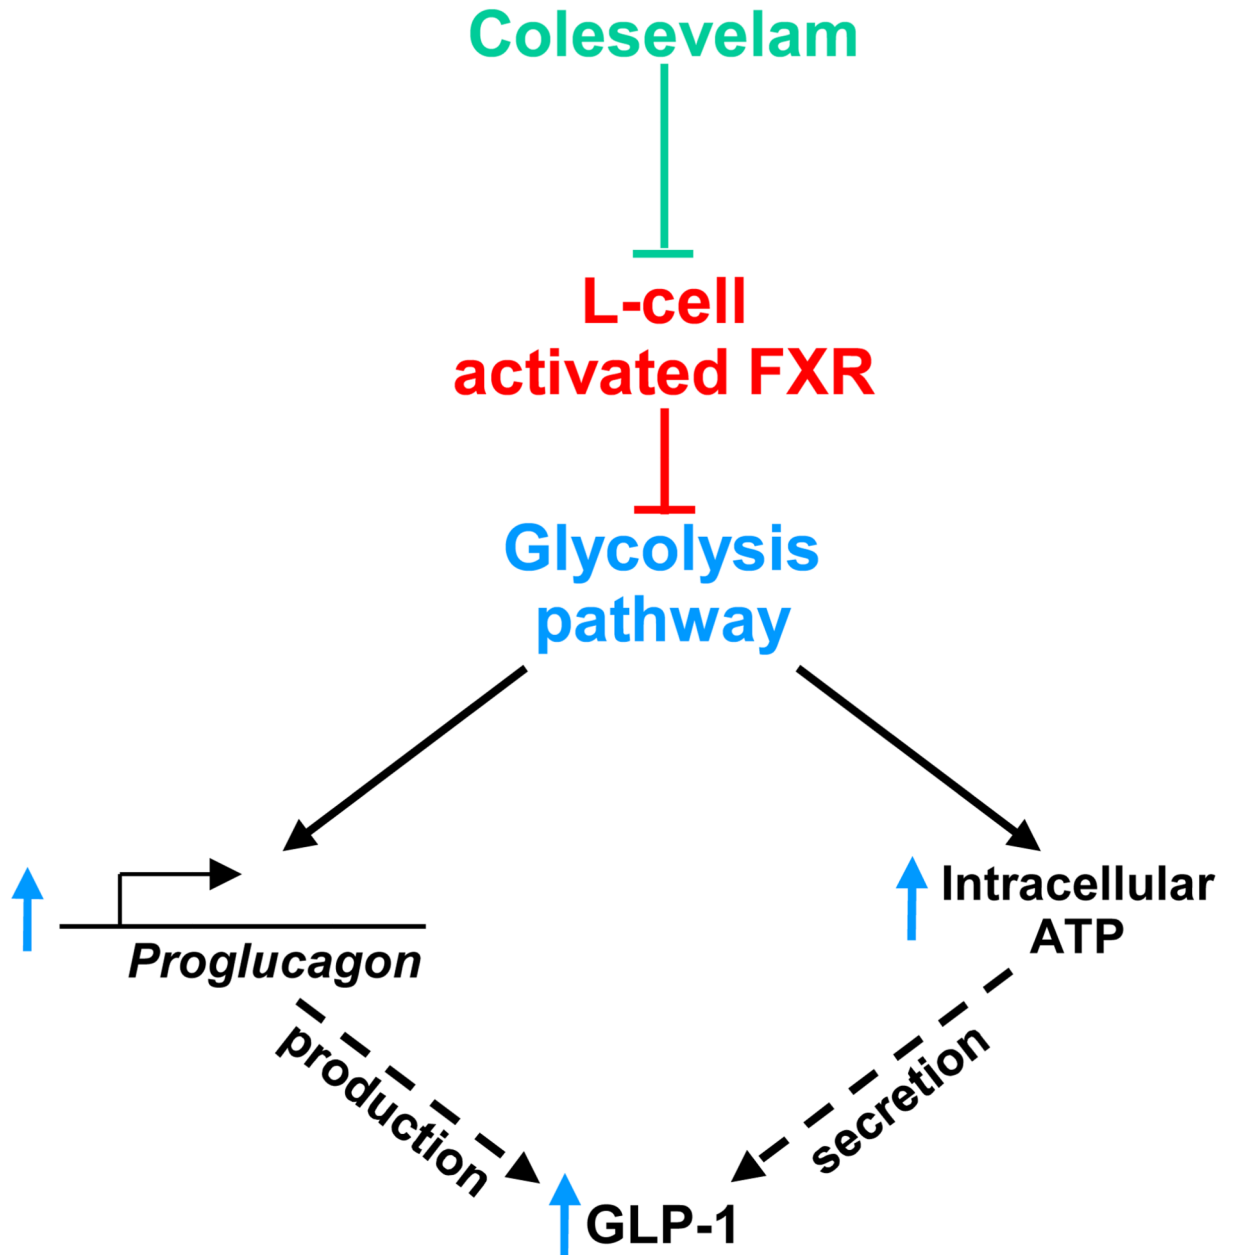 Colesevelam
L-cell
activated FXR
Glycolysis
pathway
Proglucagon
Intracellular
ATP
production
secretion
GLP-1